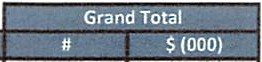 Grand Total
# $ (000)